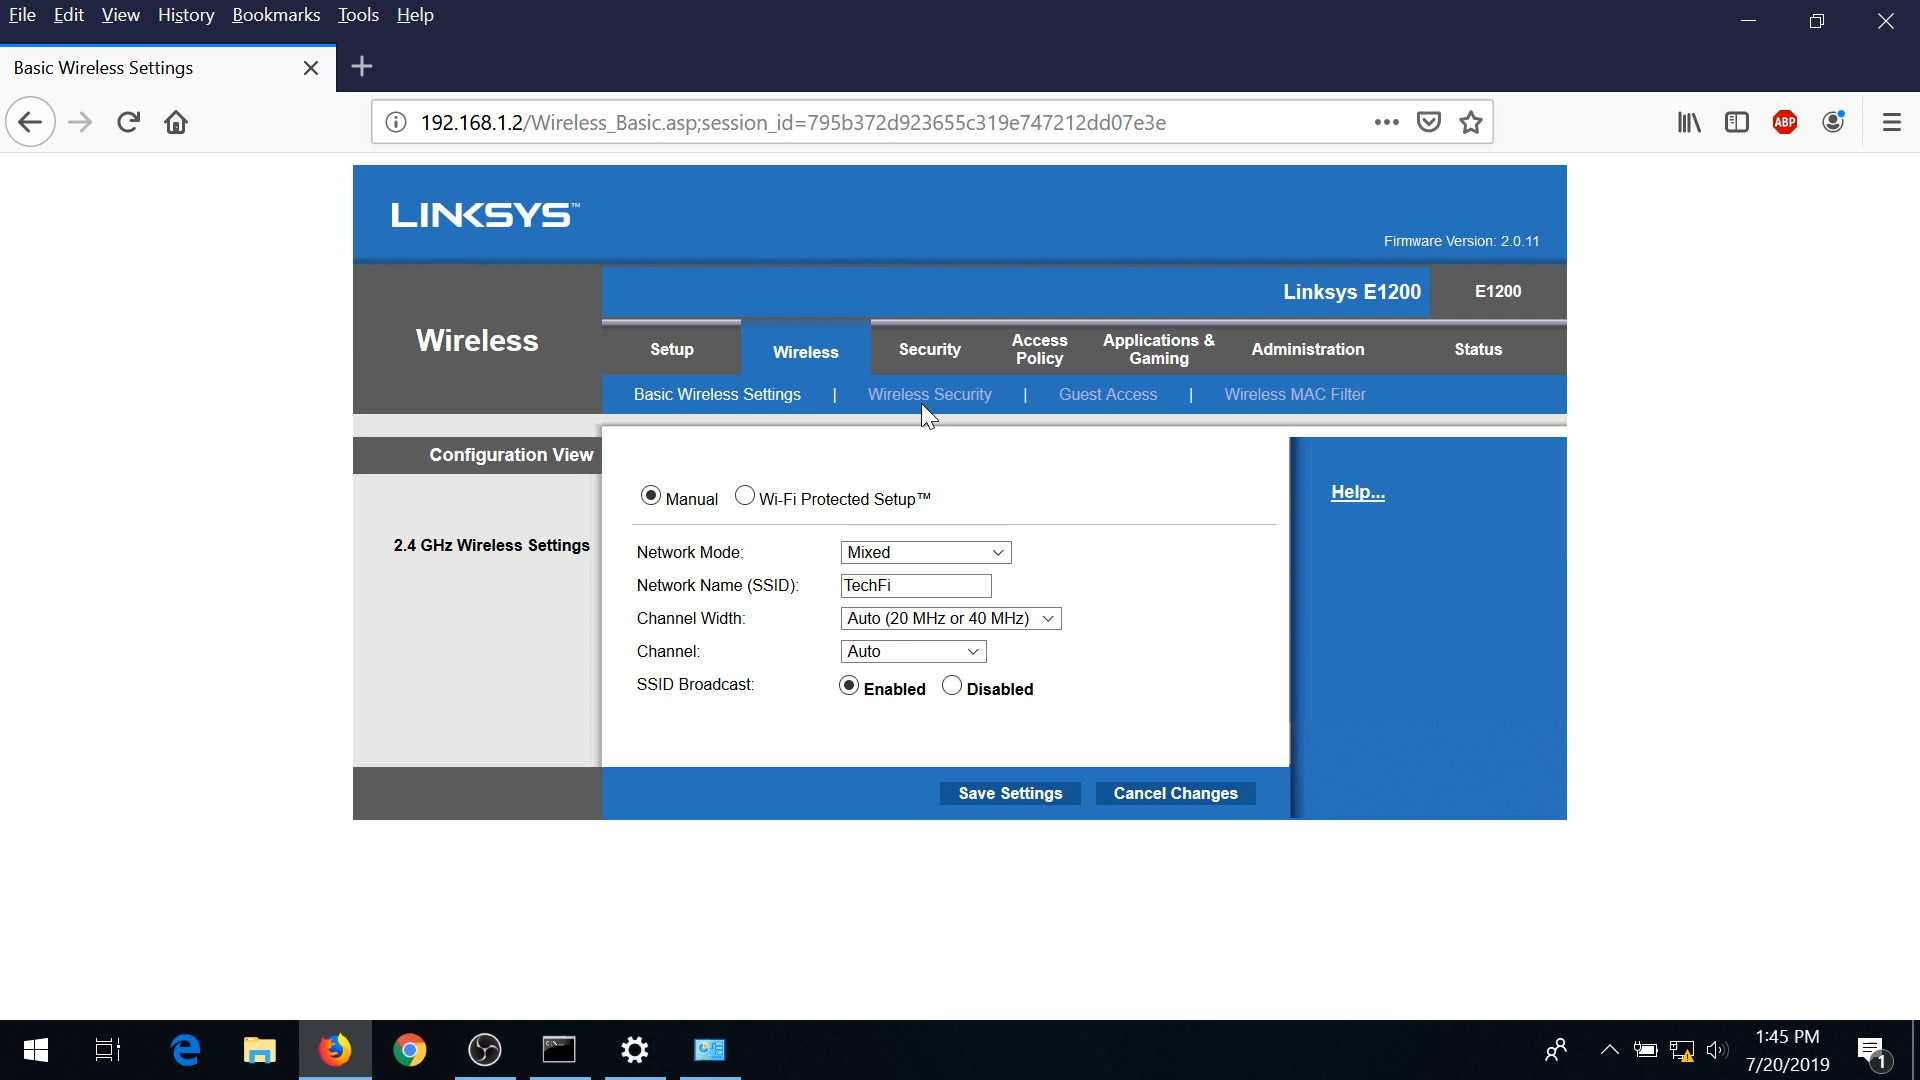 File Edit View History Bookmarks Tools Help
Basic Wireless Settings
192.168.1.2/Wireless_Basic.asp;session_id=795b372d923655c319e747212dd07e3e
ABP
LINKSYS™
Firmware Version: 2.0.11
Linksys E1200 E1200
Wireless
Setup Wireless Security Access Policy Applications & Gaming Administration Status
Basic Wireless Settings | Wireless Security | Guest Access | Wireless MAC Filter
Configuration View
Help...
Manual Wi-Fi Protected Setup™
2.4 GHz Wireless Settings
Network Mode: Mixed
Network Name (SSID): TechFi
Channel Width: Auto (20 MHz or 40 MHz)
Channel: Auto
SSID Broadcast: Enabled Disabled
Save Settings Cancel Changes
1:45 PM
7/20/2019
1